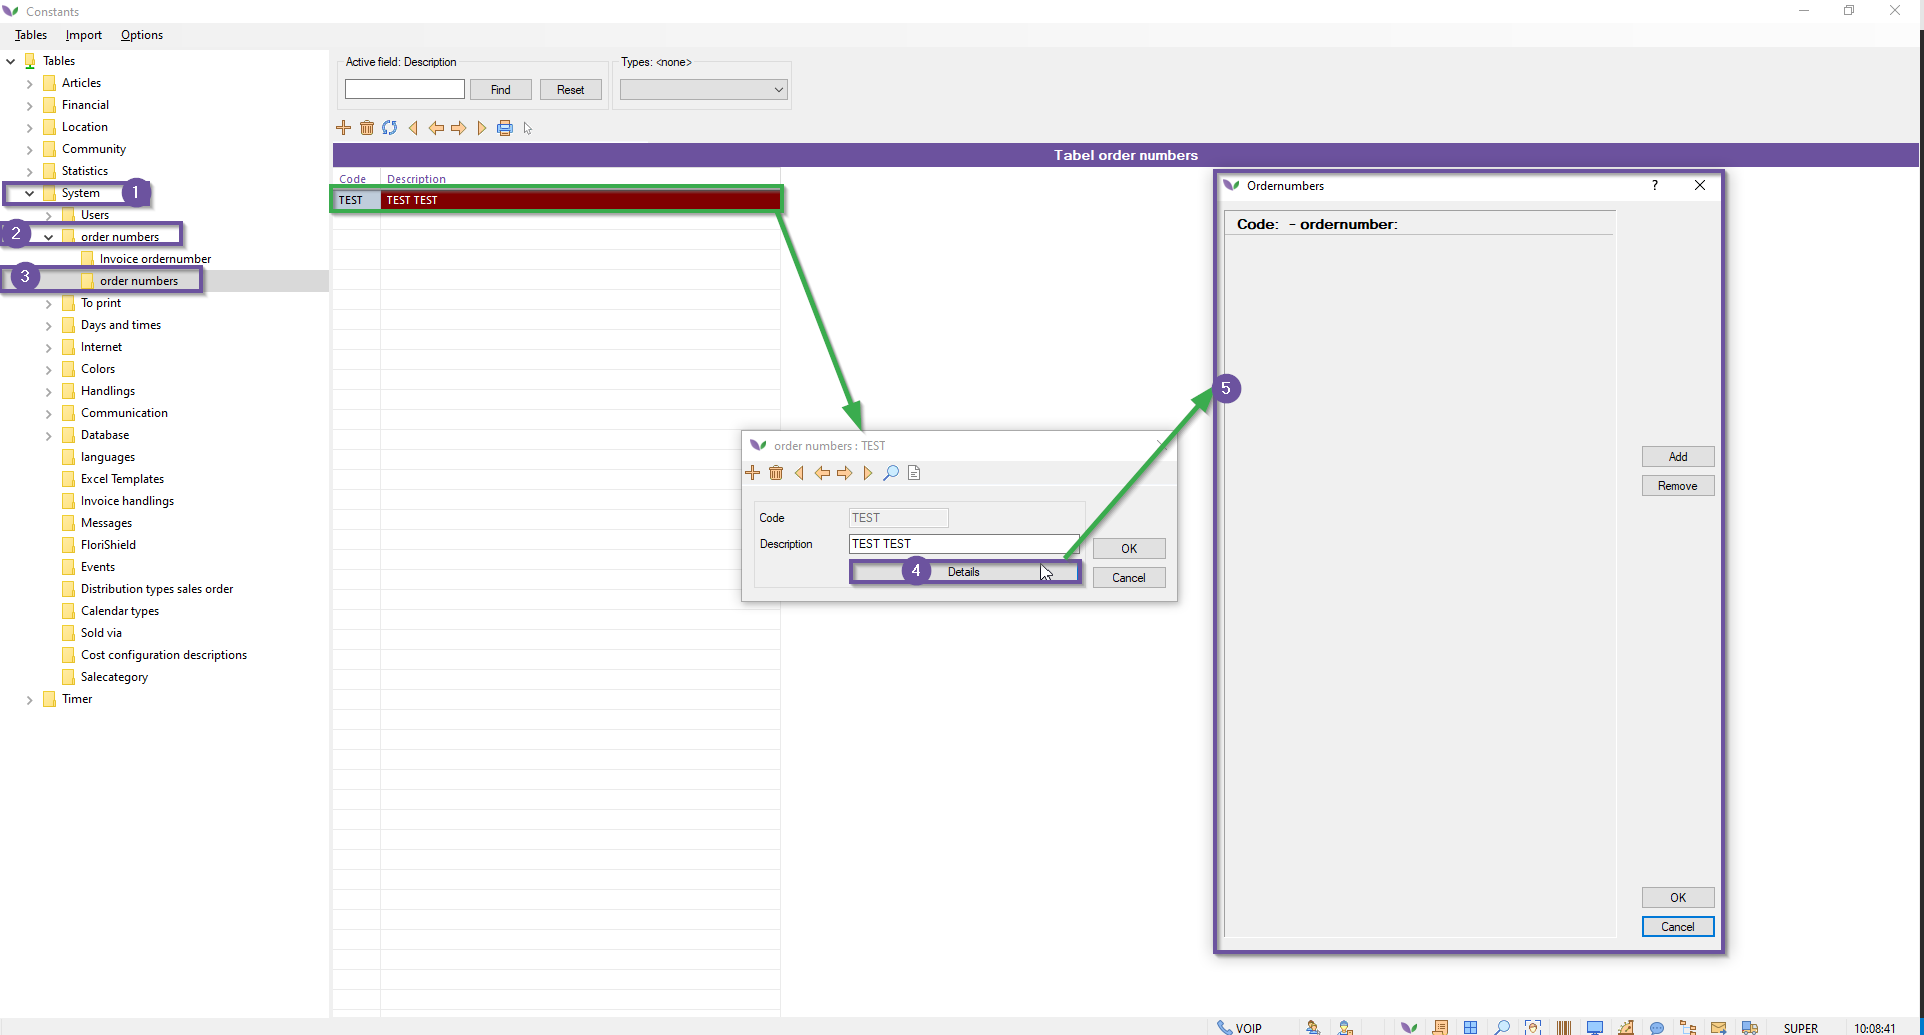 Constants
Tables Import Options
Tables
Articles
Financial
Location
Community
Statistics
System 1
Users
2 order numbers
Invoice ordernumber
3 order numbers
To print
Days and times
Internet
Colors
Handlings
Communication
Database
languages
Excel Templates
Invoice handlings
Messages
FloriShield
Events
Distribution types sales order
Calendar types
Sold via
Cost configuration descriptions
Salecategory
Timer
Active field: Description
Find Reset
Types: <none>
Tabel order numbers
Code Description
TEST TEST TEST
order numbers : TEST
Code TEST
Description TEST TEST
4 Details
OK
Cancel
Ordernumbers ?
Code: - ordernumber:
5
Add
Remove
OK
Cancel
VOIP SUPER 10:08:41